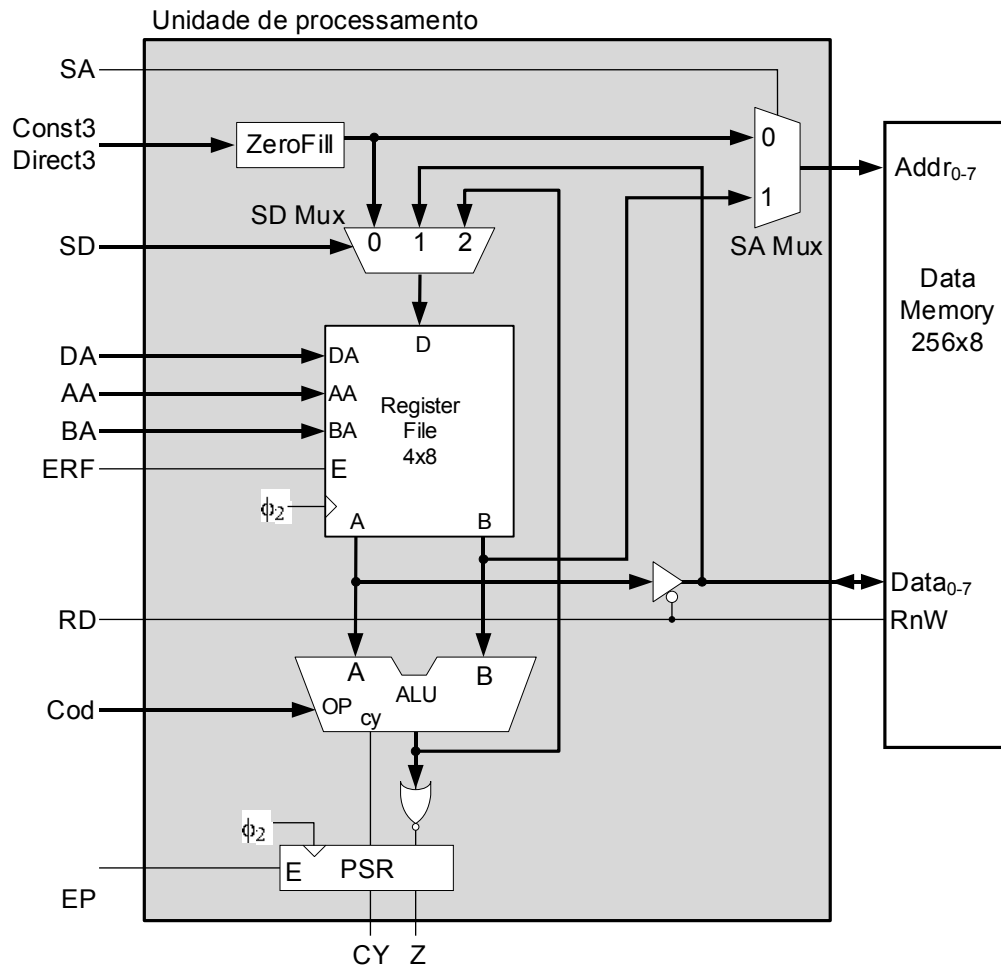 Unidade de processamento
SA
Const3
Direct3
ZeroFill
0
1
SA Mux
Addr0-7
SD Mux
0 1 2
SD
Data
Memory
256x8
D
DA
DA
AA
AA
BA
BA
ERF
E
Register
File
4x8
ϕ2
A
B
Data0-7
RD
RnW
A
B
ALU
Cod
OP
cy
ϕ2
E
PSR
EP
CY
Z